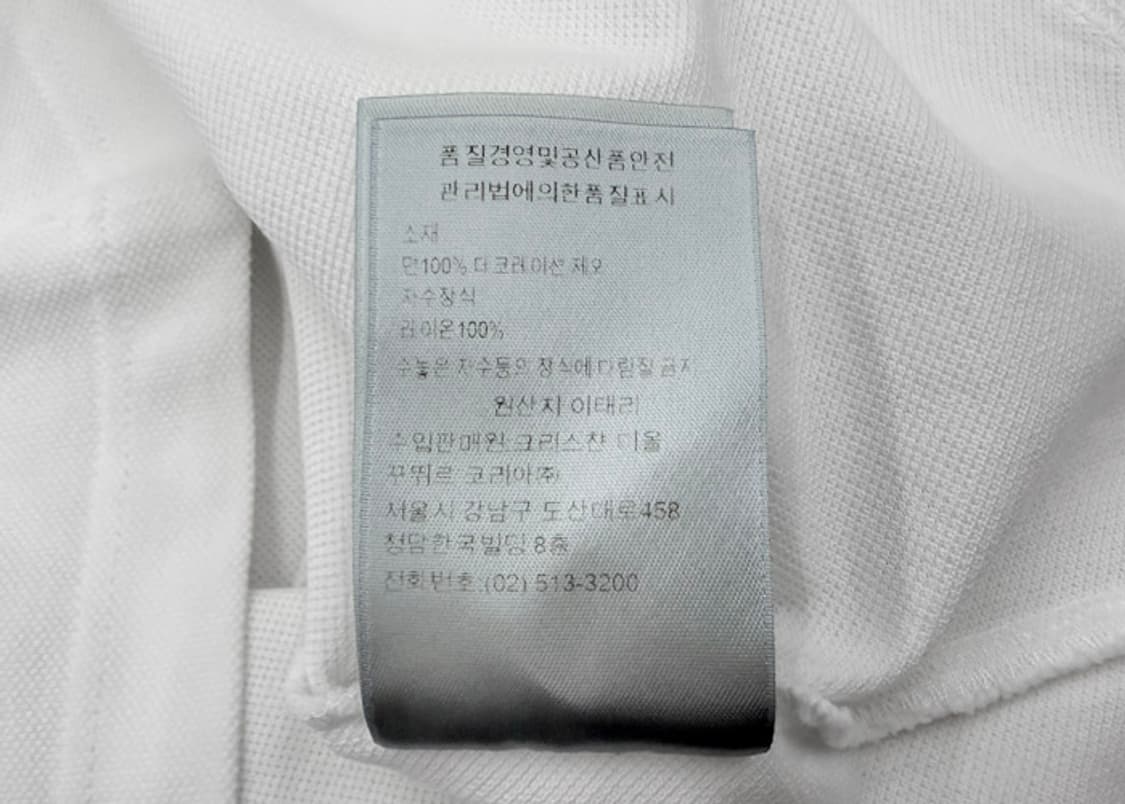 품질경영및공산품안전
관리법에의한품질표시
소재
면100% 데코레이션 제외
자수장식
레이온100%
수놓은 자수등의 장식에 다림질 금지
원산지 이태리
수입판매원 크리스챤 디올
꾸뛰르 코리아(주)
서울시 강남구 도산대로458
청담한국빌딩 8층
전화번호:(02) 513-3200